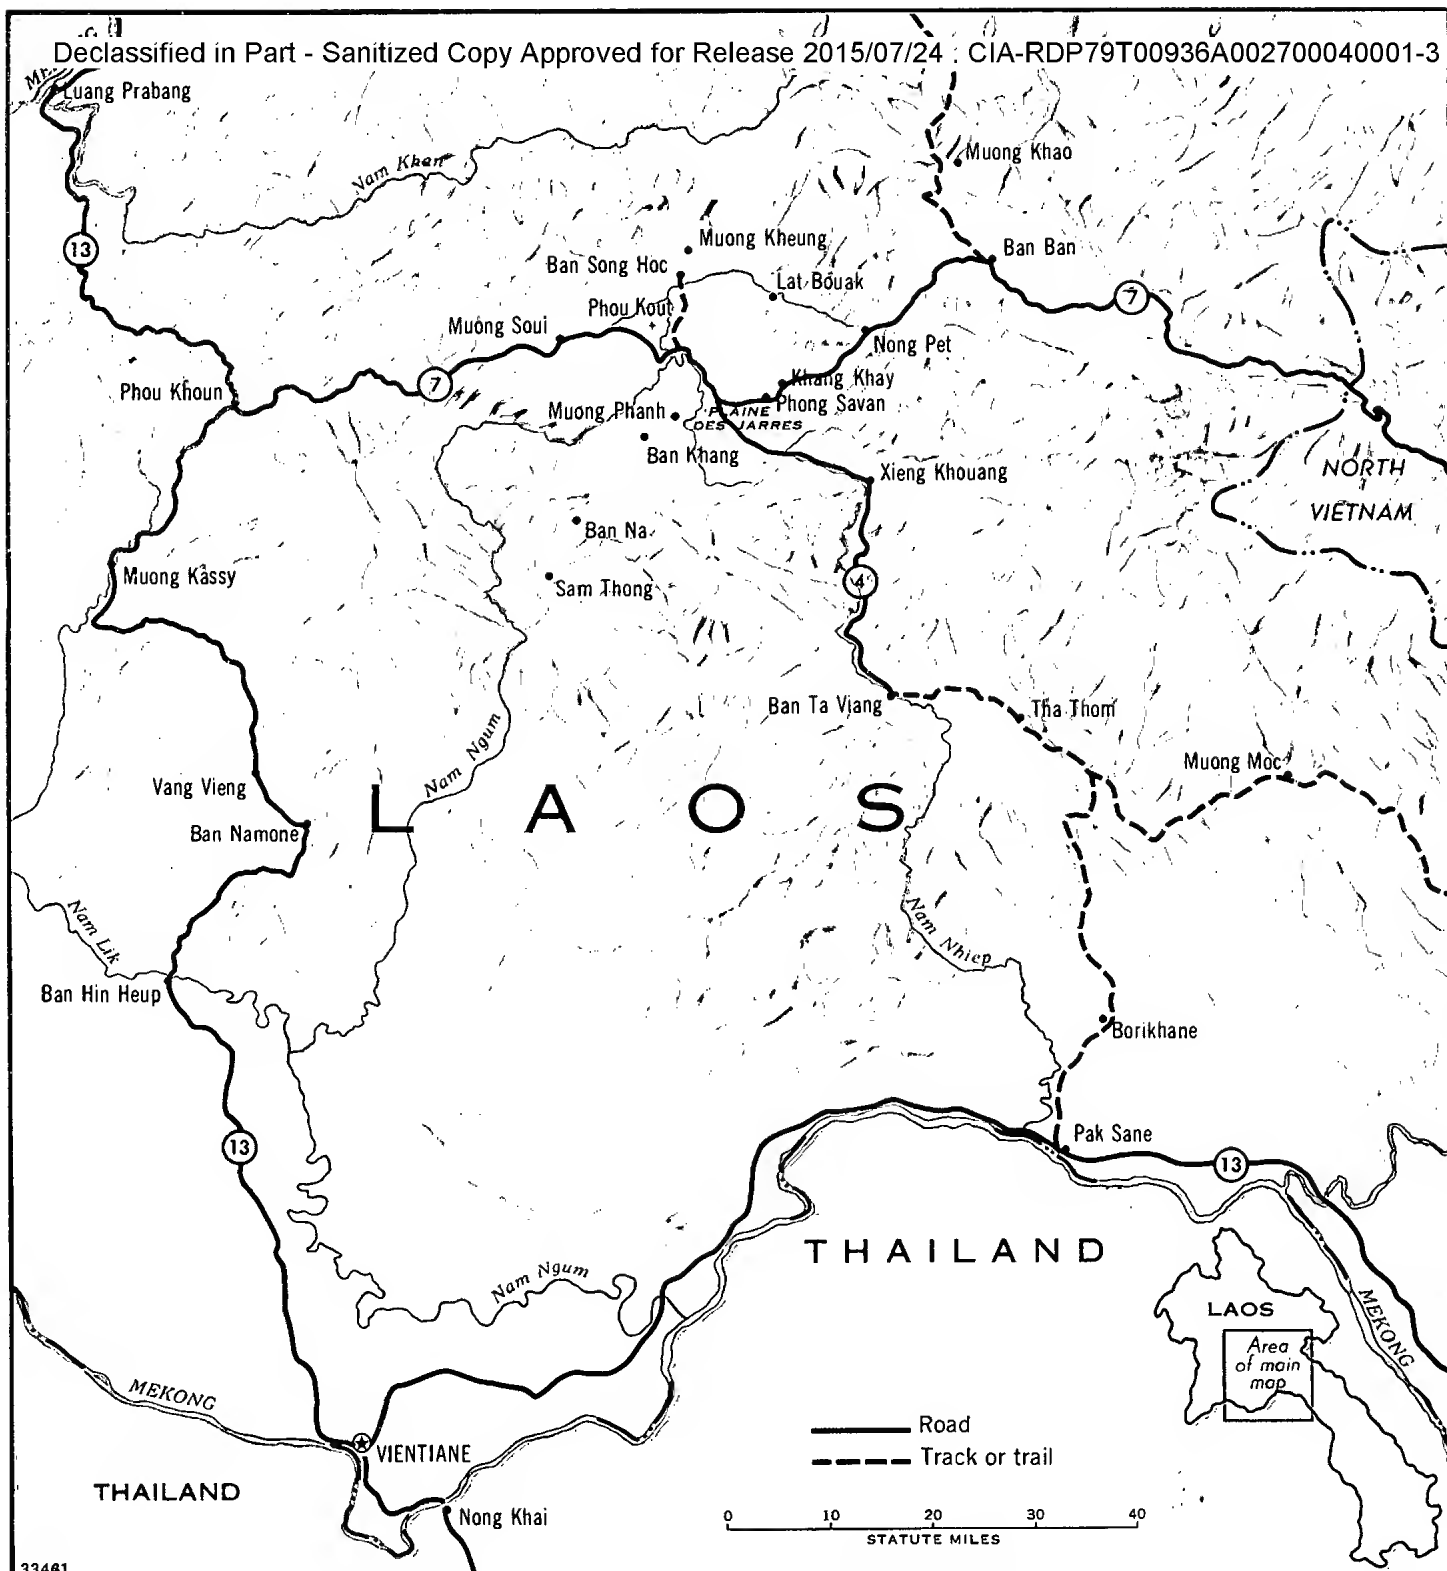 Declassified in Part - Sanitized Copy Approved for Release 2015/07/24 : CIA-RDP79T00936A002700040001-3
Luang Prabang
Nam Khan
Muong Khao
13
Muong Kheung
Ban Ban
Ban Song Hoc
Lat Bouak
7
Phou Kout
Muong Soui
Nong Pet
Phou Khoun
7
Khang Khay
Phong Savan
Muong Phanh
PLAINE
DES JARRES
Ban Khang
Xieng Khouang
NORTH
VIETNAM
Ban Na
Muong Kassy
Sam Thong
4
Ban Ta Viang
Tha Thom
Nam Ngum
Muong Moc
Vang Vieng
LAOS
Ban Namone
Nam Lik
Nam Nhiep
Ban Hin Heup
Borikhane
13
Pak Sane
13
THAILAND
Nam Ngum
MEKONG
LAOS
Area
of main
map
MEKONG
Road
VIENTIANE
Track or trail
THAILAND
Nong Khai
0 10 20 30 40
STATUTE MILES
33461